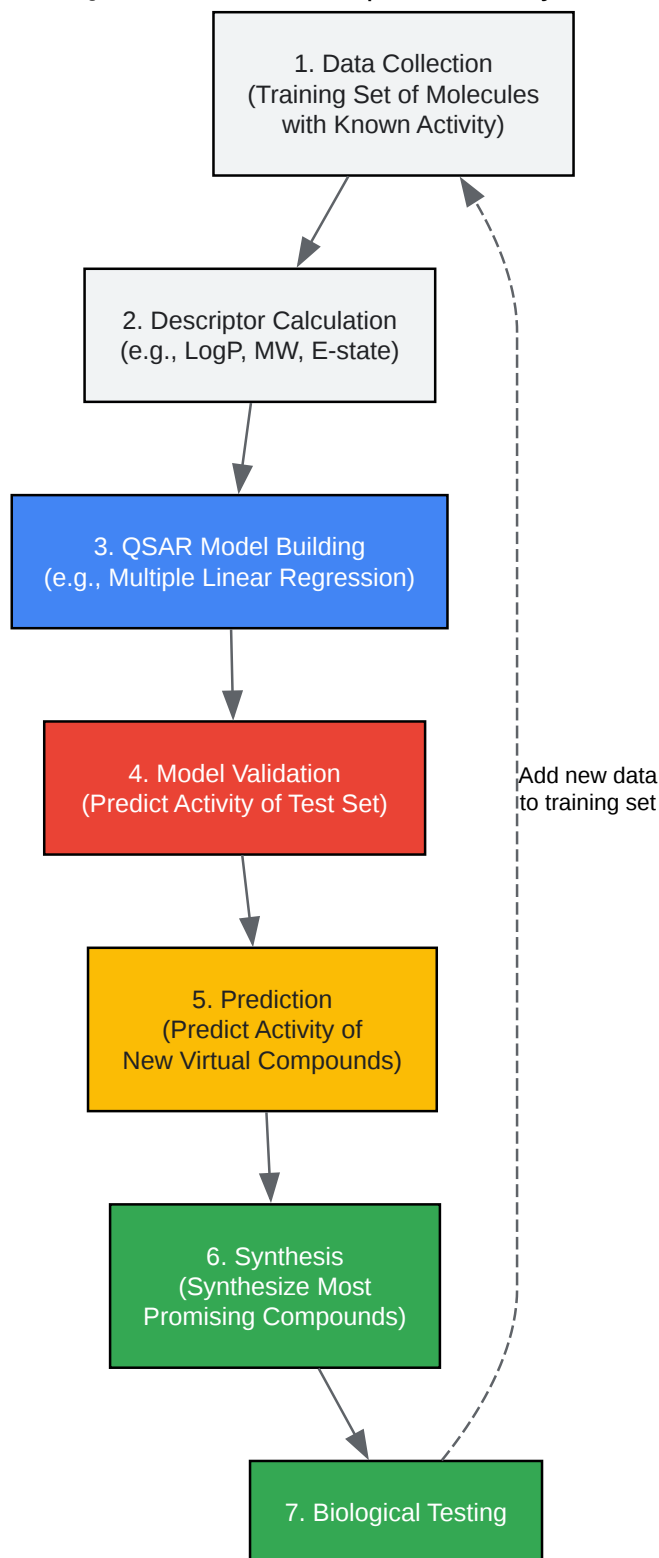 1. Data Collection
(Training Set of Molecules
with Known Activity)
2. Descriptor Calculation
(e.g., LogP, MW, E-state)
3. QSAR Model Building
(e.g., Multiple Linear Regression)
4. Model Validation
(Predict Activity of Test Set)
Add new data
to training set
5. Prediction
(Predict Activity of
New Virtual Compounds)
6. Synthesis
(Synthesize Most
Promising Compounds)
7. Biological Testing